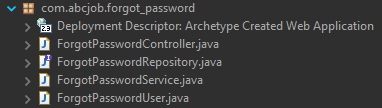 com.abcjob.forgot_password
Deployment Descriptor: Archetype Created Web Application
ForgotPasswordController.java
ForgotPasswordRepository.java
ForgotPasswordService.java
ForgotPasswordUser.java